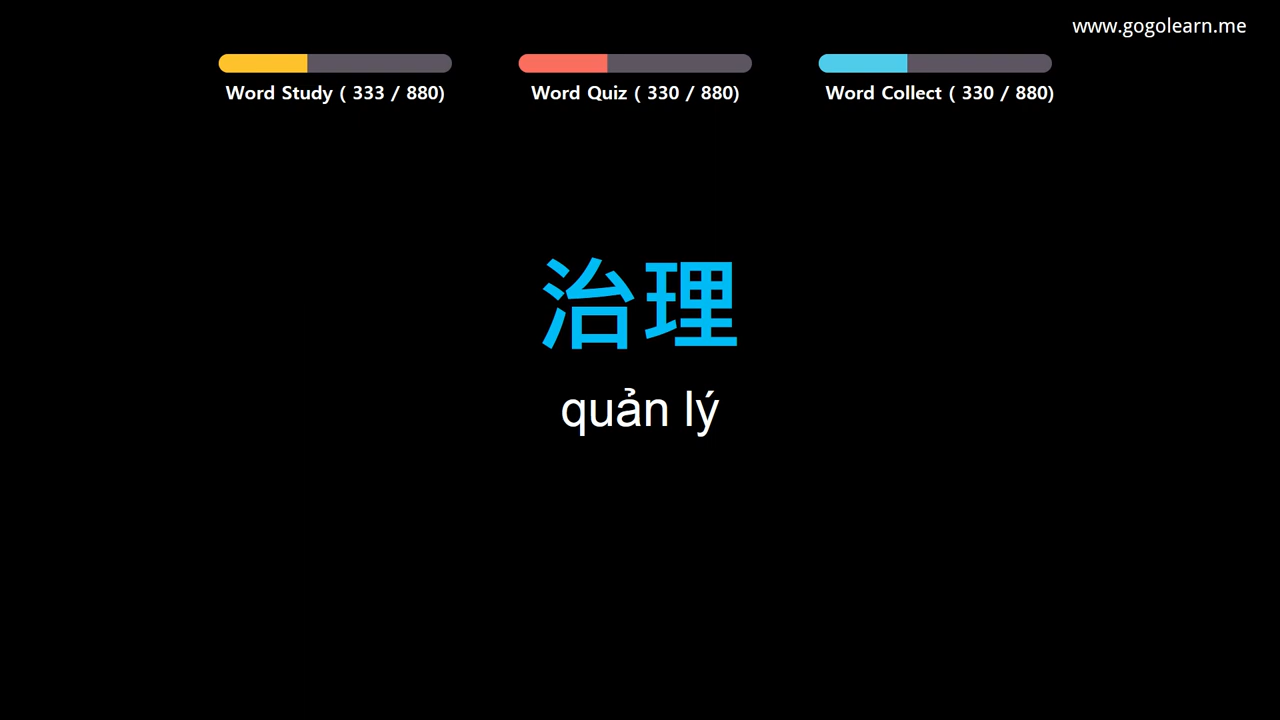 www.gogolearn.me
Word Study ( 333 / 880)
Word Quiz ( 330 / 880)
Word Collect ( 330 / 880)
治理
quản lý